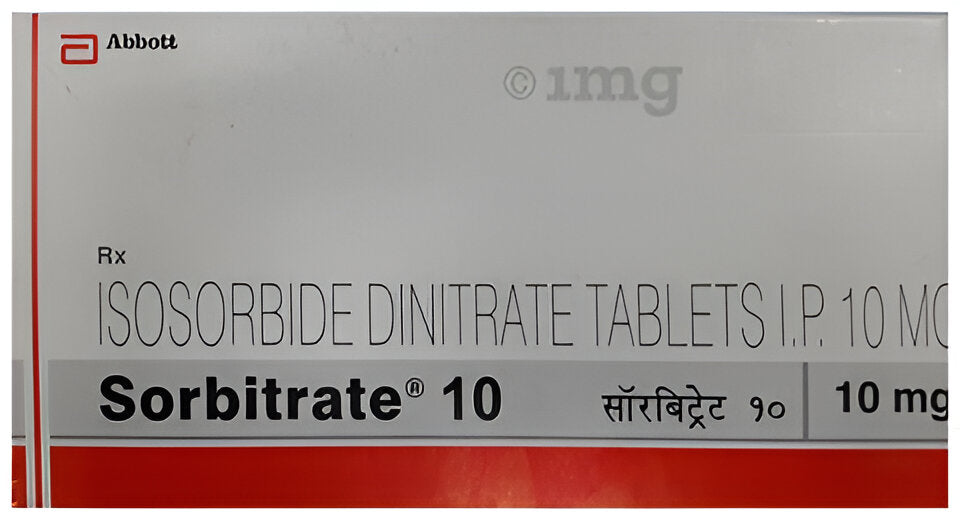 Abbott
© 1mg
Rx
ISOSORBIDE DINITRATE TABLETS I.P. 10 MG
Sorbitrate® 10 सॉरबिट्रेट १० 10 mg